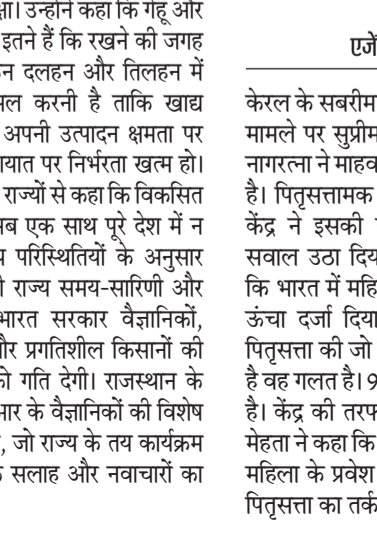 क्षा। उन्होंने कहा कि गेहूं और
इतने हैं कि रखने की जगह
दलहन और तिलहन में
करनी है ताकि खाद्य
अपनी उत्पादन क्षमता पर
पर निर्भरता खत्म हो।
राज्यों से कहा कि विकसित
एक साथ पूरे देश में न
परिस्थितियों के अनुसार
राज्य समय-सारिणी और
भारत सरकार वैज्ञानिकों,
प्रगतिशील किसानों की
गति देगी। राजस्थान के
के वैज्ञानिकों की विशेष
, जो राज्य के तय कार्यक्रम
सलाह और नवाचारों का
एजें
केरल के सबरीम
मामले पर सुप्रीम
नागरत्ना ने माहव
है। पितृसत्तामक
केंद्र ने इसकी
सवाल उठा दिय
कि भारत में महि
ऊंचा दर्जा दिया
पितृसत्ता की जो
है वह गलत है। 9
है। केंद्र की तरफ
मेहता ने कहा कि
महिला के प्रवेश
पितृसत्ता का तर्क